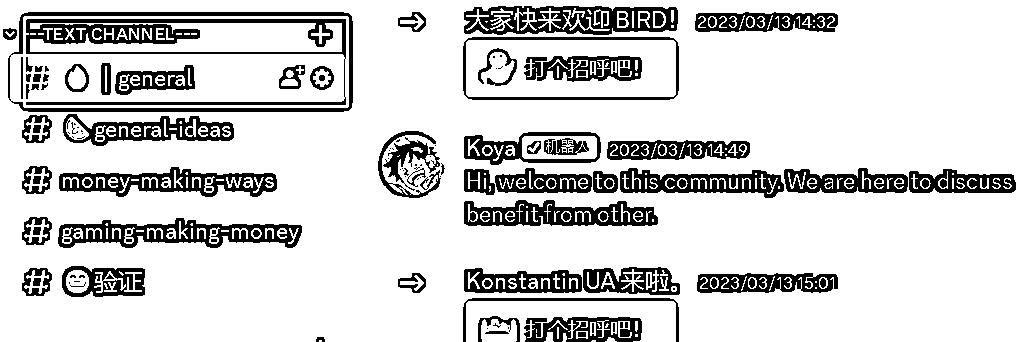 ---TEXT CHANNEL---
# | general
# general-ideas
# money-making-ways
# gaming-making-money
# 验证
大家快来欢迎 BIRD! 2023/03/13 14:32
打个招呼吧!
Koya ✓机器人 2023/03/13 14:49
Hi, welcome to this community. We are here to discuss
benefit from other.
Konstantin UA 来啦。 2023/03/13 15:01
打个招呼吧!